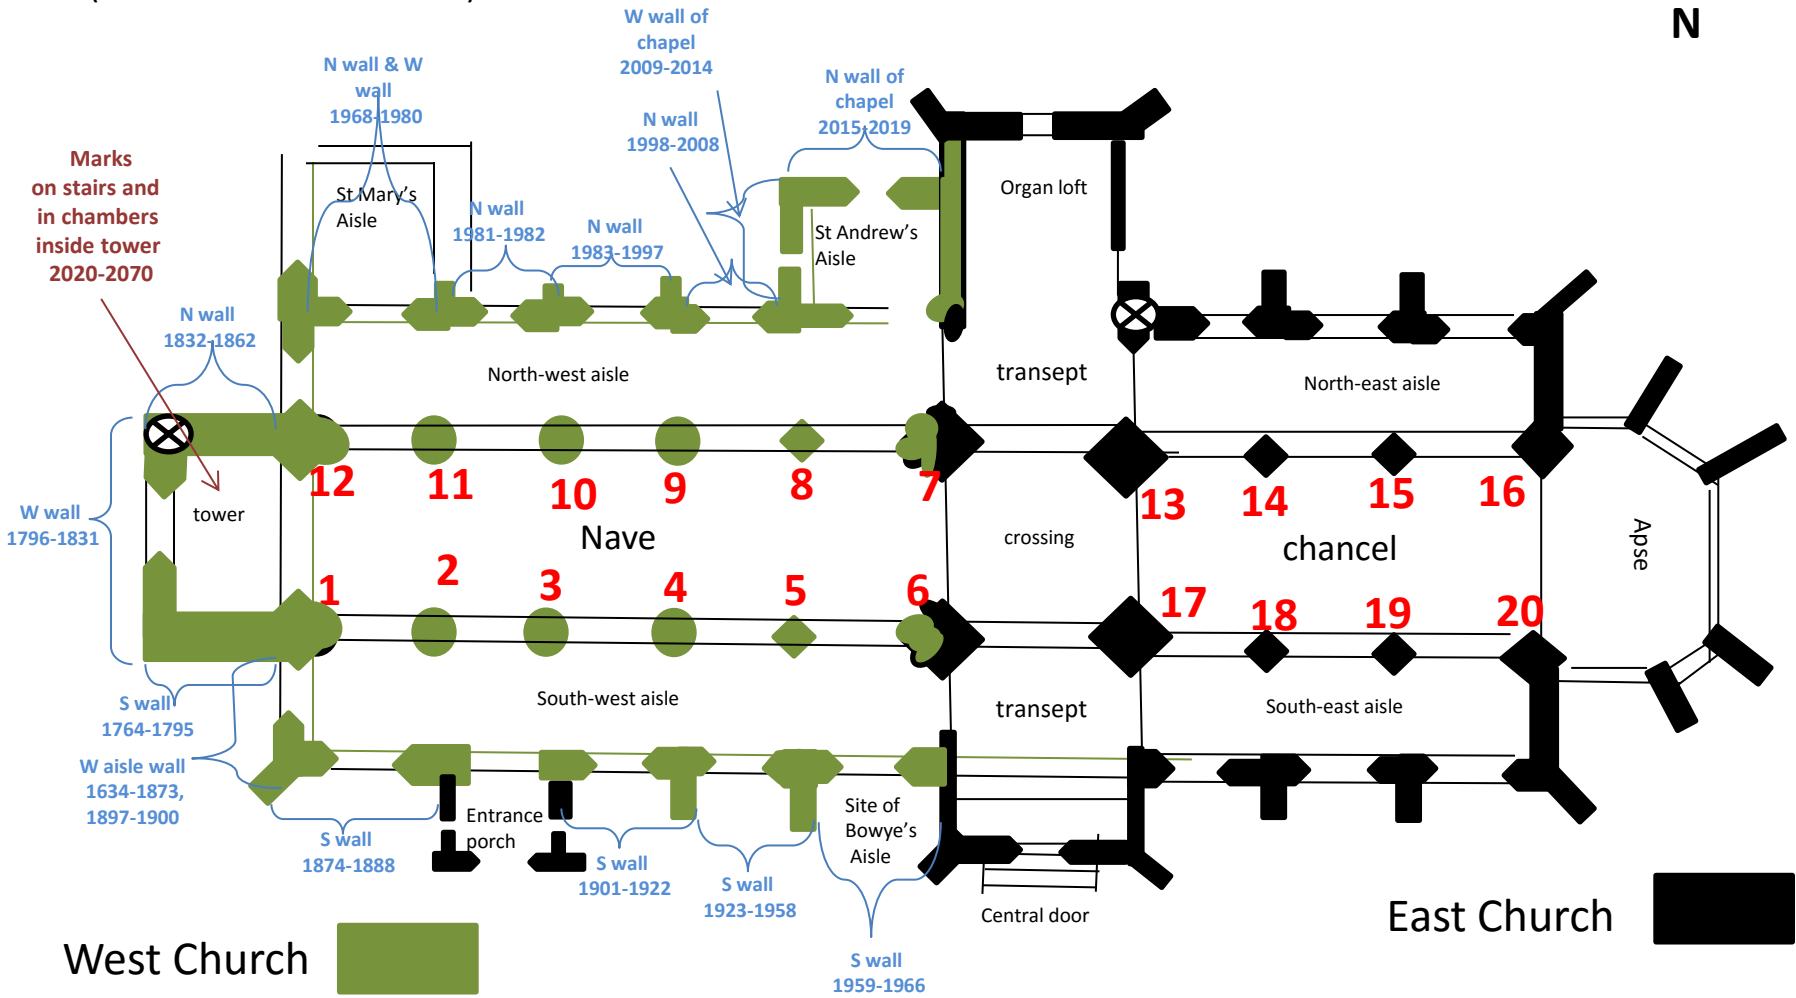 N
W wall of
chapel
2009-2014
N wall & W
wall
1968-1980
N wall of
chapel
2015-2019
N wall
1998-2008
Marks
on stairs and
in chambers
inside tower
2020-2070
St Mary's
Aisle
Organ loft
N wall
1981-1982
N wall
1983-1997
St Andrew's
Aisle
N wall
1832-1862
North-west aisle
transept
North-east aisle
12
11
10
9
8
7
13
14
15
16
W wall
1796-1831
tower
Nave
crossing
chancel
Apse
1
2
3
4
5
6
17
18
19
20
S wall
1764-1795
South-west aisle
transept
South-east aisle
W aisle wall
1634-1873,
1897-1900
S wall
1874-1888
Entrance
porch
S wall
1901-1922
S wall
1923-1958
Site of
Bowye's
Aisle
Central door
S wall
1959-1966
West Church
East Church